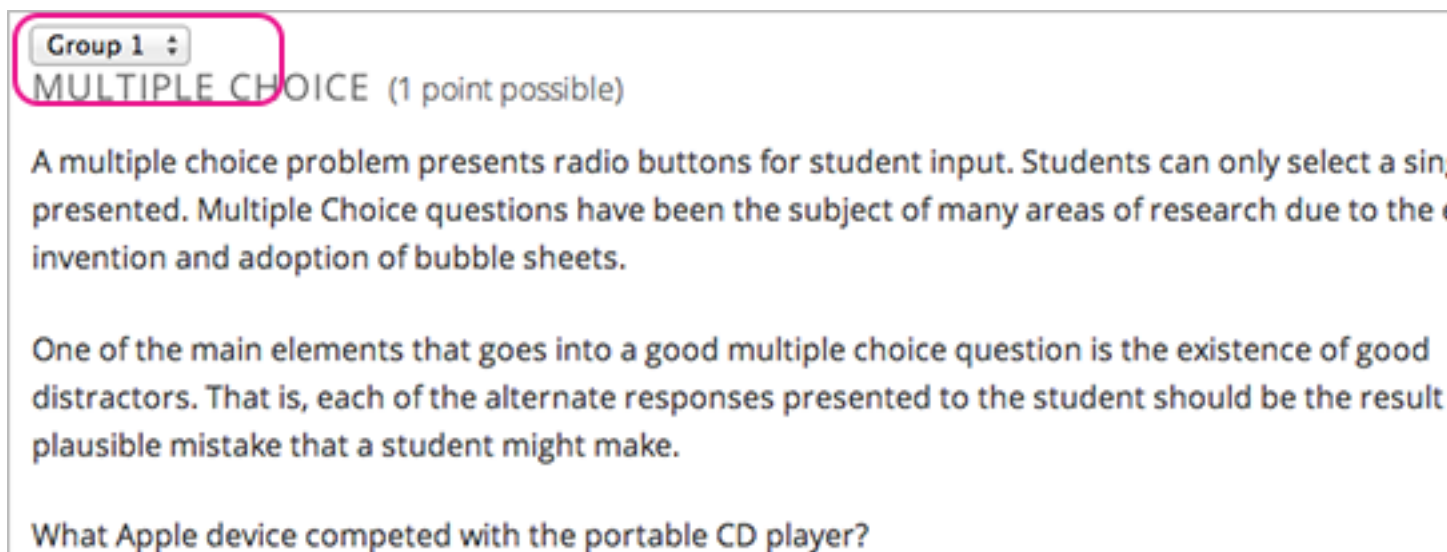 Group 1
MULTIPLE CHOICE (1 point possible)
A multiple choice problem presents radio buttons for student input. Students can only select a
presented. Multiple Choice questions have been the subject of many areas of research due to the
invention and adoption of bubble sheets.
One of the main elements that goes into a good multiple choice question is the existence of good
distractors. That is, each of the alternate responses presented to the student should be the result
plausible mistake that a student might make.
What Apple device competed with the portable CD player?